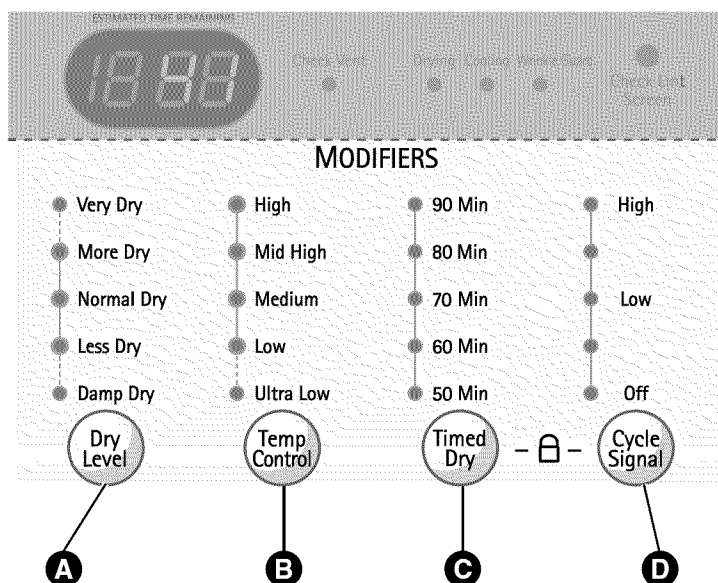 ESTIMATED TIME REMAINING
18:47
Check Vent
Drying Cooling Wrinkle Guard
Check Lint
Screen
MODIFIERS
Very Dry
More Dry
Normal Dry
Less Dry
Damp Dry
Dry
Level
High
Mid High
Medium
Low
Ultra Low
Temp
Control
90 Min
80 Min
70 Min
60 Min
50 Min
Timed
Dry
High
Low
Off
Cycle
Signal
A
B
C
D